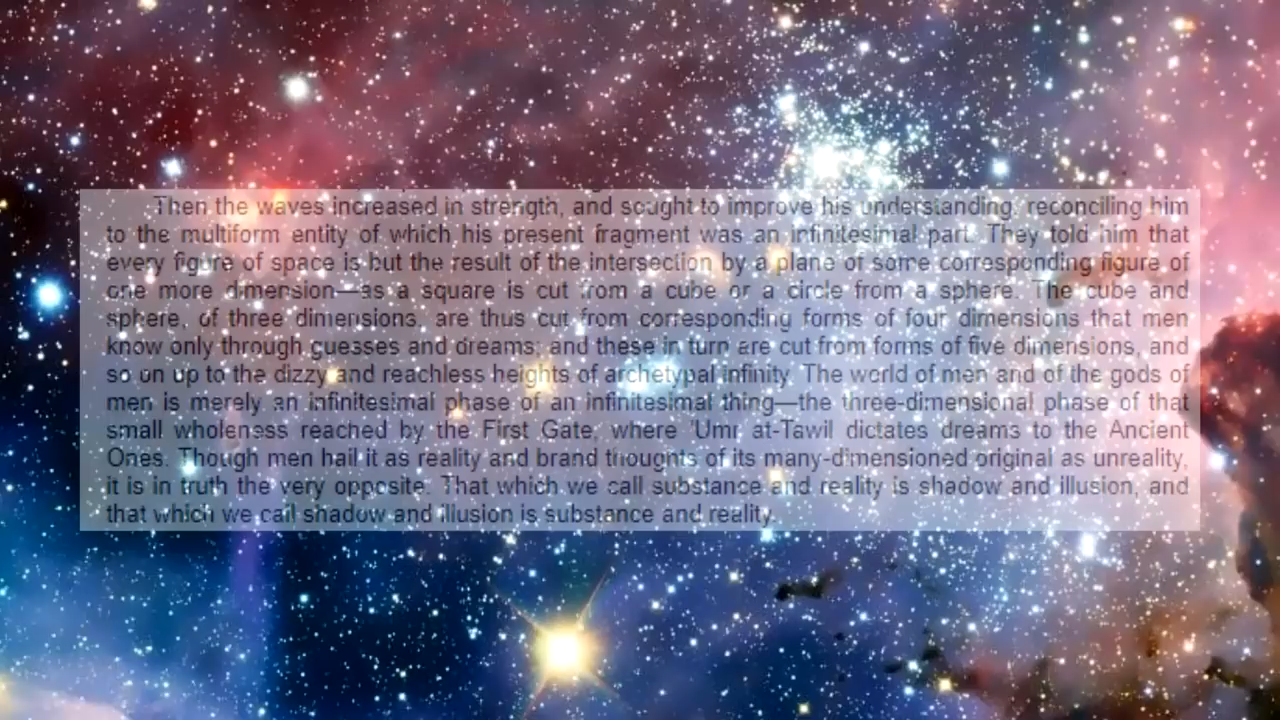 Then the waves increased in strength, and sought to improve his understanding, reconciling him
to the multiform entity of which his present fragment was an infinitesimal part. They told him that
every figure of space is but the result of the intersection by a plane of some corresponding figure of
one more dimension—as a square is cut from a cube or a circle from a sphere. The cube and
sphere, of three dimensions, are thus cut from corresponding forms of four dimensions that men
know only through guesses and dreams; and these in turn are cut from forms of five dimensions, and
so on up to the dizzy and reachless heights of archetypal infinity. The world of men and of the gods of
men is merely an infinitesimal phase of an infinitesimal thing—the three-dimensional phase of that
small wholeness reached by the First Gate, where 'Umr at-Tawil dictates dreams to the Ancient
Ones. Though men hail it as reality and brand thoughts of its many-dimensioned original as unreality,
it is in truth the very opposite. That which we call substance and reality is shadow and illusion, and
that which we call shadow and illusion is substance and reality.